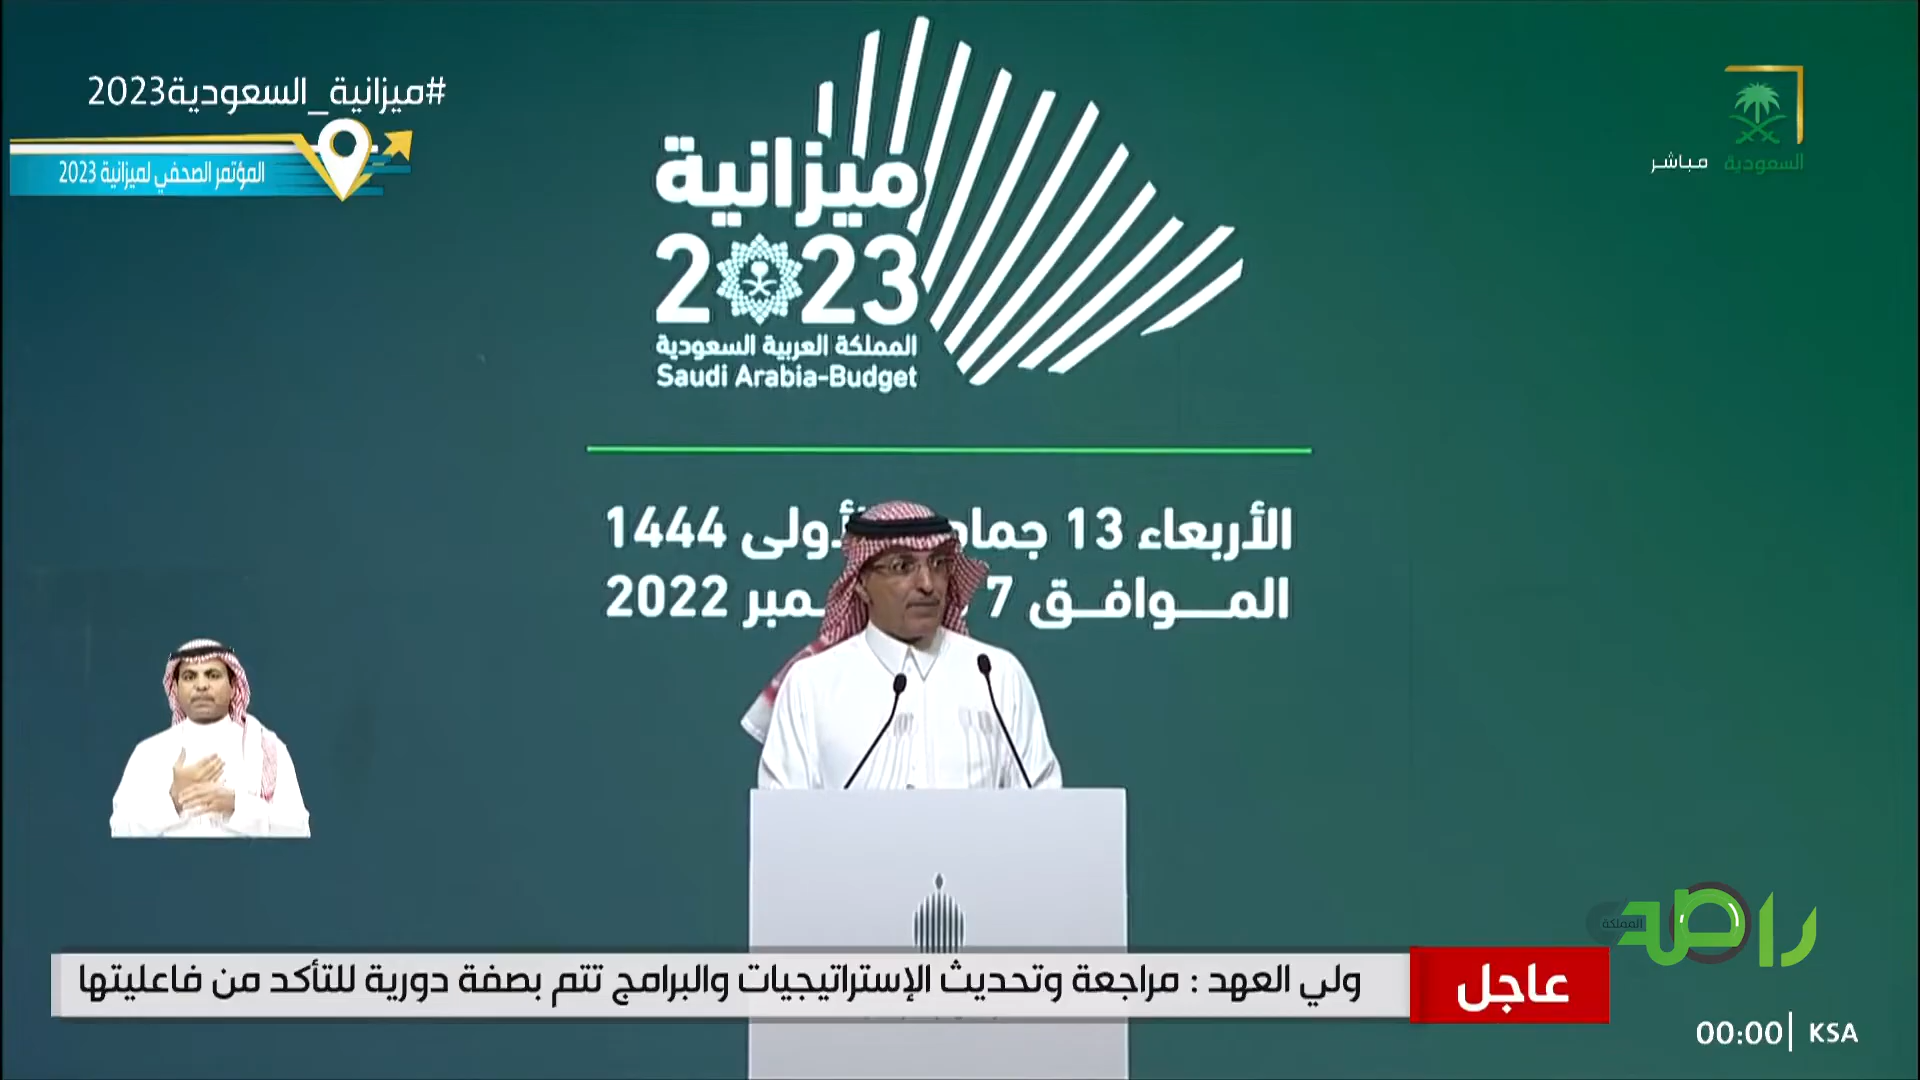 #ميزانية_السعودية2023
المؤتمر الصحفي لميزانية 2023
السعودية
مباشر
ميزانية
2023
المملكة العربية السعودية
Saudi Arabia-Budget
الأربعاء 13 الأولى 1444
الموافق 7 2022
راصد
المملكة
عاجل
ولي العهد : مراجعة وتحديث الإستراتيجيات والبرامج تتم بصفة دورية للتأكد من فاعليتها
00:00 | KSA